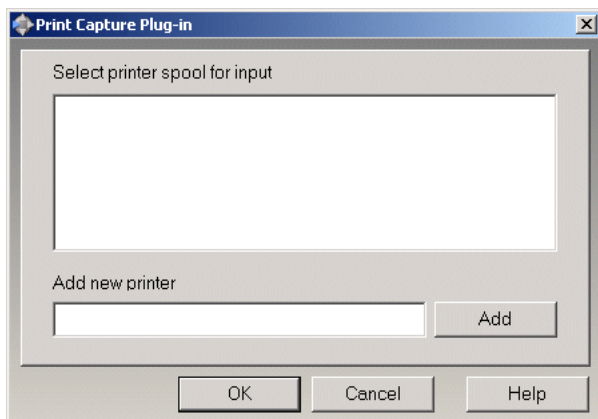 Print Capture Plug-in
Select printer spool for input
Add new printer
Add
OK
Cancel
Help